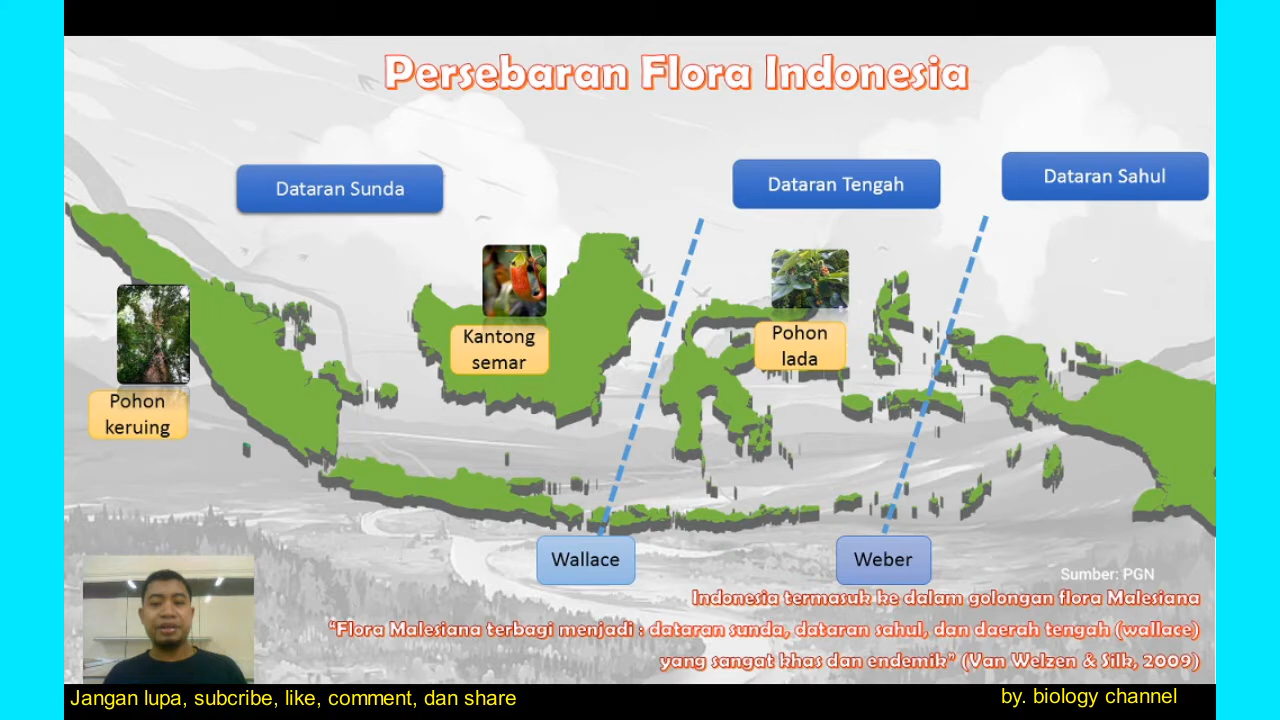 Persebaran Flora Indonesia
Dataran Sunda
Dataran Tengah
Dataran Sahul
Kantong
semar
Pohon
lada
Pohon
keruing
Wallace
Weber
Sumber: PGN
Indonesia termasuk ke dalam golongan flora Malesiana
“Flora Malesiana terbagi menjadi : dataran sunda, dataran sahul, dan daerah tengah (wallace)
yang sangat khas dan endemik” (Van Welzen & Silk, 2009)
Jangan lupa, subcribe, like, comment, dan share
by. biology channel